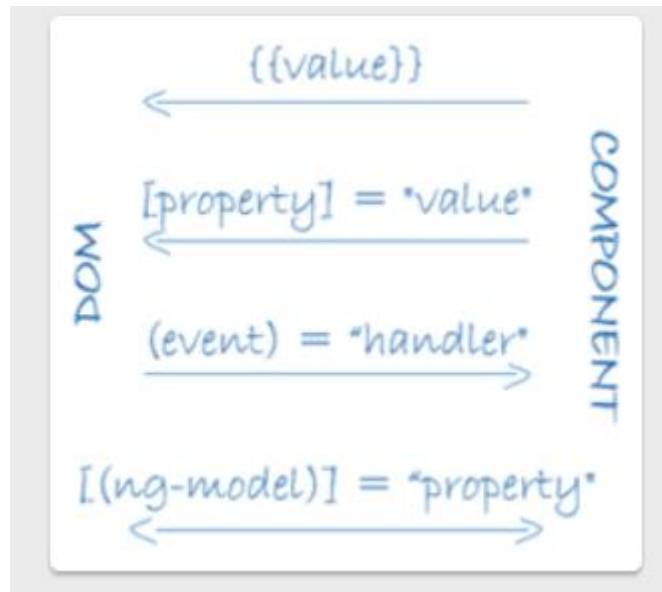 {{value}}
[property] = "value"
DOM
COMPONENT
(event) = "handler"
[(ng-model)] = "property"